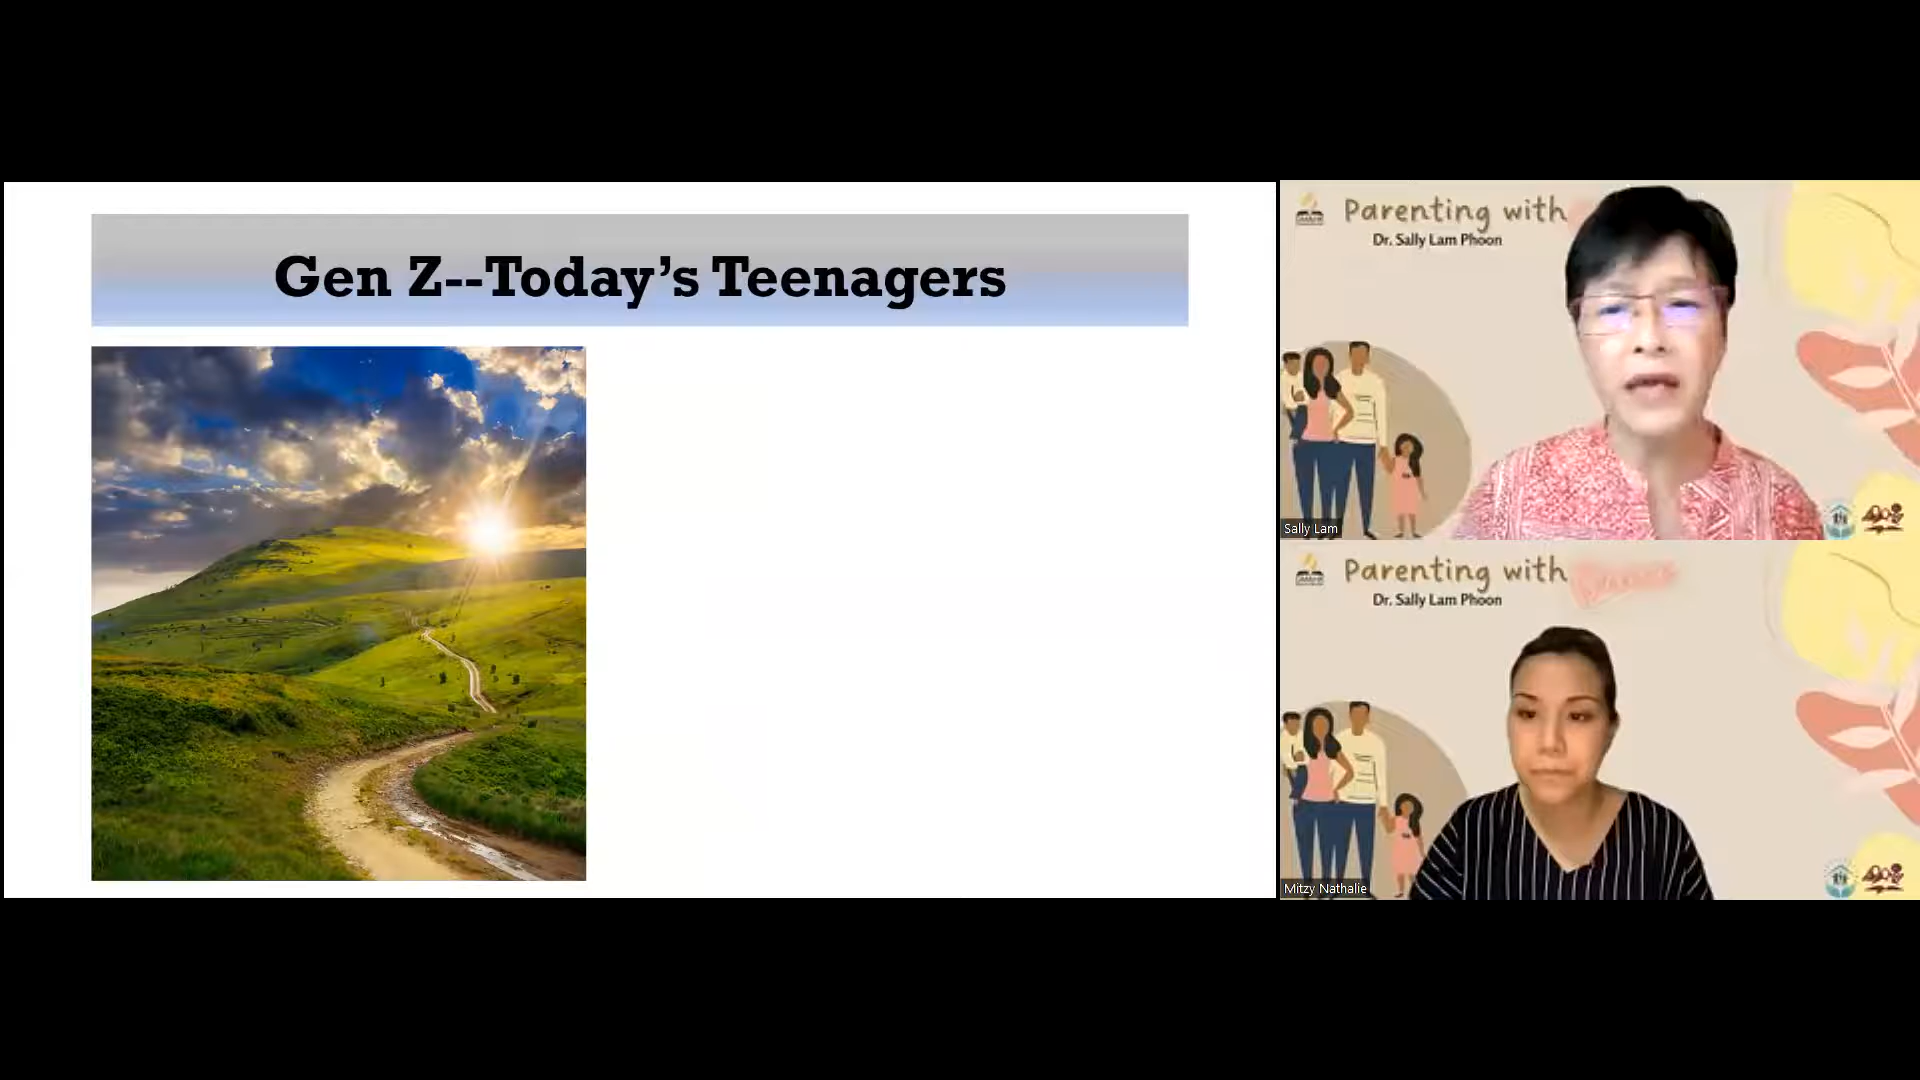 Gen Z--Today’s Teenagers
Parenting with
Dr. Sally Lam Phoon
Sally Lam
Parenting with
Dr. Sally Lam Phoon
Mitzy Nathalie